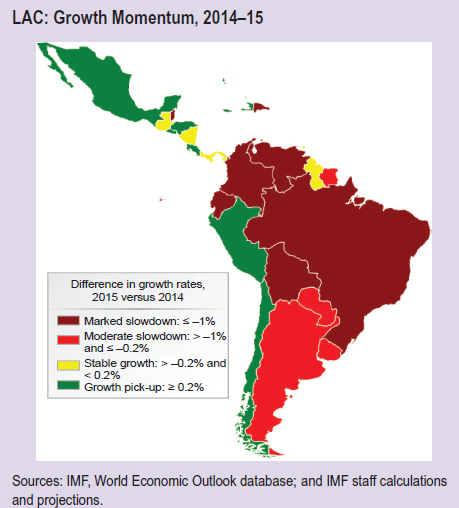 LAC: Growth Momentum, 2014–15
Difference in growth rates,
2015 versus 2014
Marked slowdown: ≤ –1%
Moderate slowdown: > –1%
and ≤ –0.2%
Stable growth: > –0.2% and
< 0.2%
Growth pick-up: ≥ 0.2%
Sources: IMF, World Economic Outlook database; and IMF staff calculations
and projections.